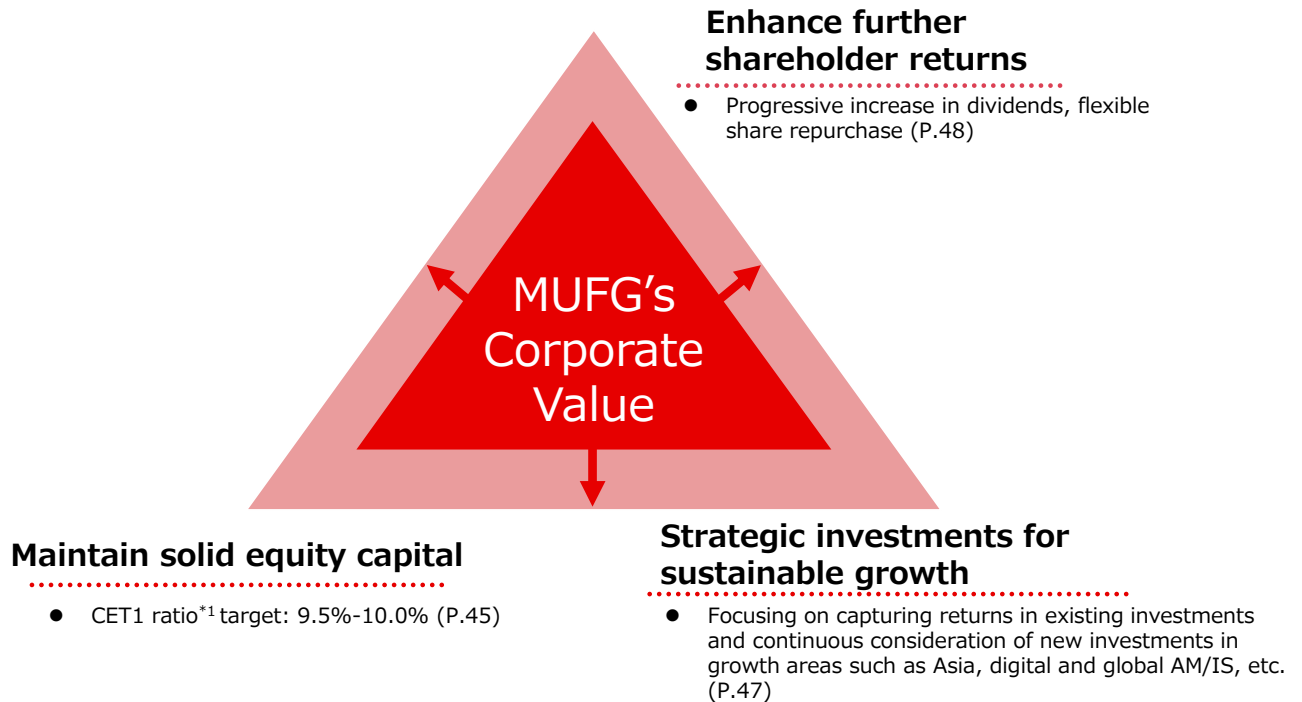 Enhance further
shareholder returns
● Progressive increase in dividends, flexible
share repurchase (P.48)
MUFG's
Corporate
Value
Maintain solid equity capital
● CET1 ratio*1 target: 9.5%-10.0% (P.45)
Strategic investments for
sustainable growth
● Focusing on capturing returns in existing investments
and continuous consideration of new investments in
growth areas such as Asia, digital and global AM/IS, etc.
(P.47)